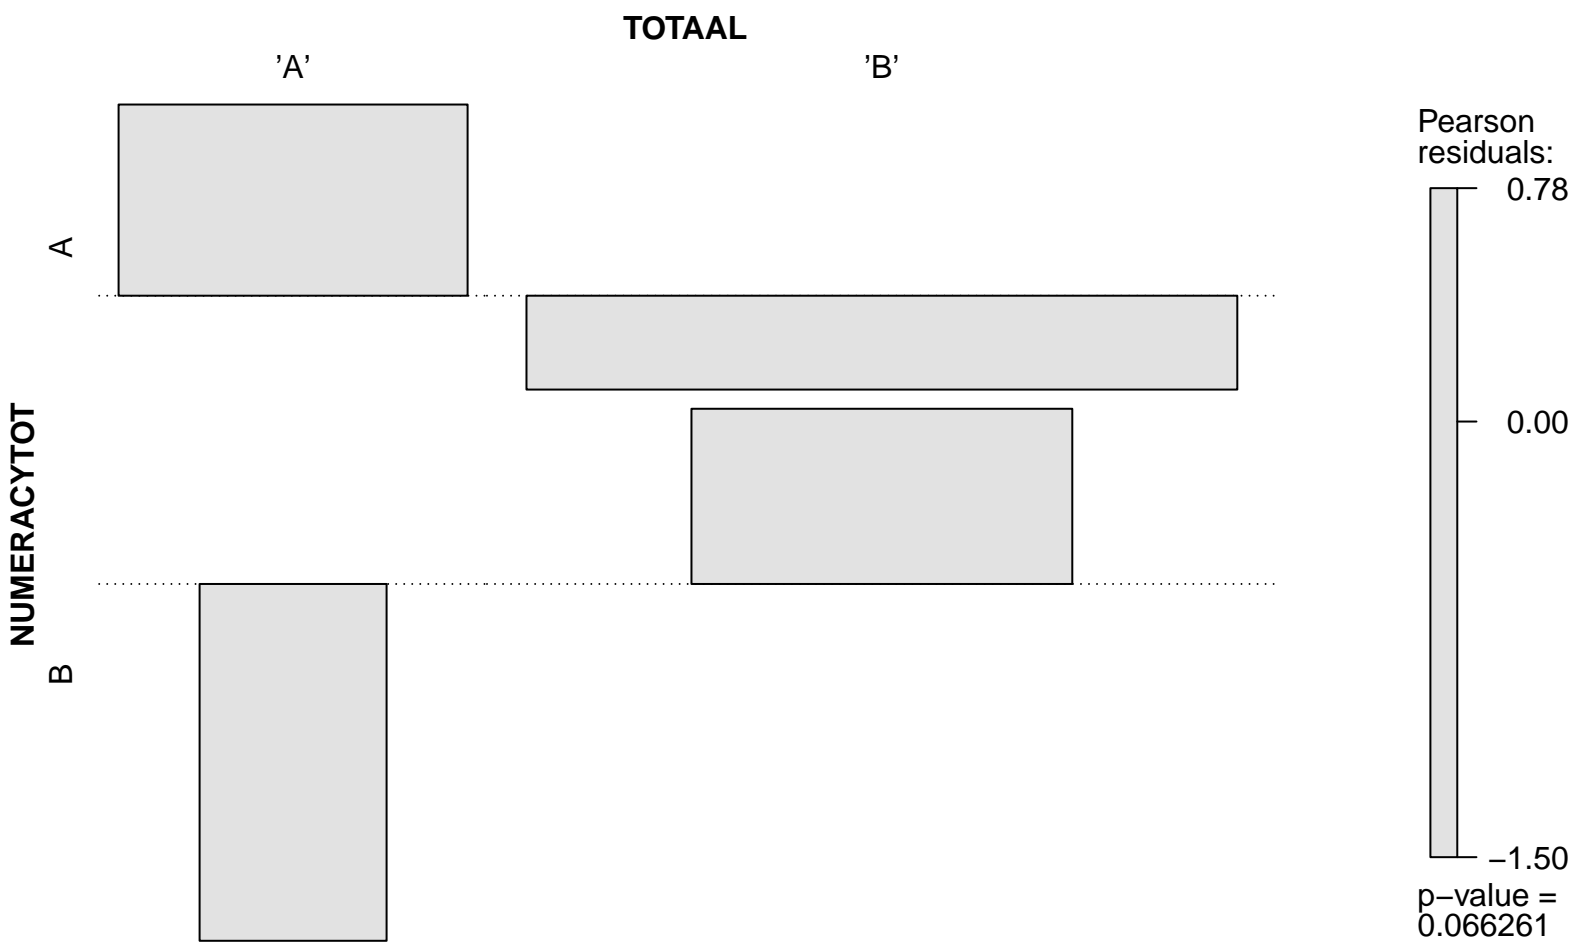 TOTAAL
’A’ ’B’
NUMERACYTOT
A
B
Pearson
residuals:
0.78
0.00
−1.50
p−value =
0.066261